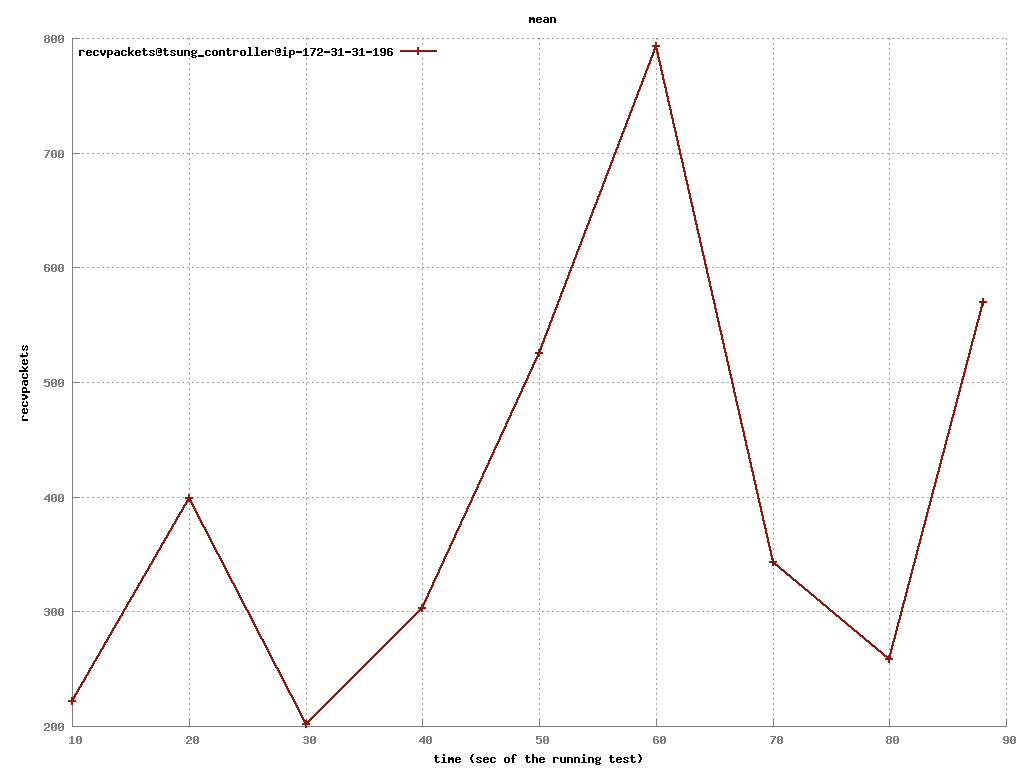 mean
800
recvpackets@tsung_controller@ip-172-31-31-196
700
600
500
400
300
200
recvpackets
10 20 30 40 50 60 70 80 90
time (sec of the running test)